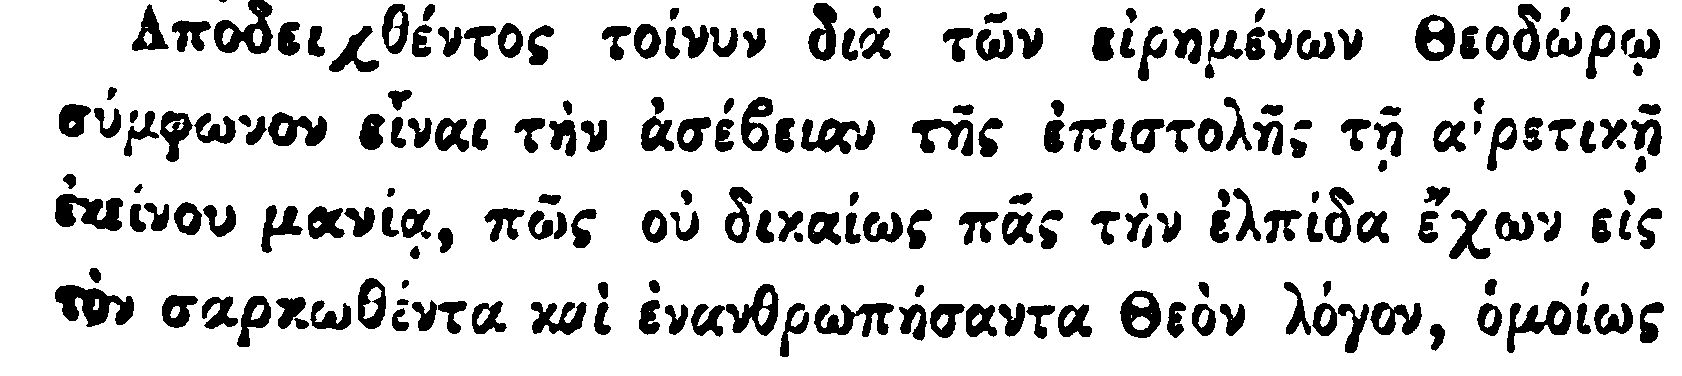 Ἀποδειχθέντος τοίνυν διὰ τῶν εἰρημένων Θεοδώρῳ
σύμφωνον εἶναι τὴν ἀσέβειαν τῆς ἐπιστολῆς τῇ αἱρετικῇ
ἐκείνου μανίᾳ, πῶς οὐ δικαίως πᾶς τὴν ἐλπίδα ἔχων εἰς
τὸν σαρκωθέντα καὶ ἐνανθρωπήσαντα Θεὸν λόγον, ὁμοίως